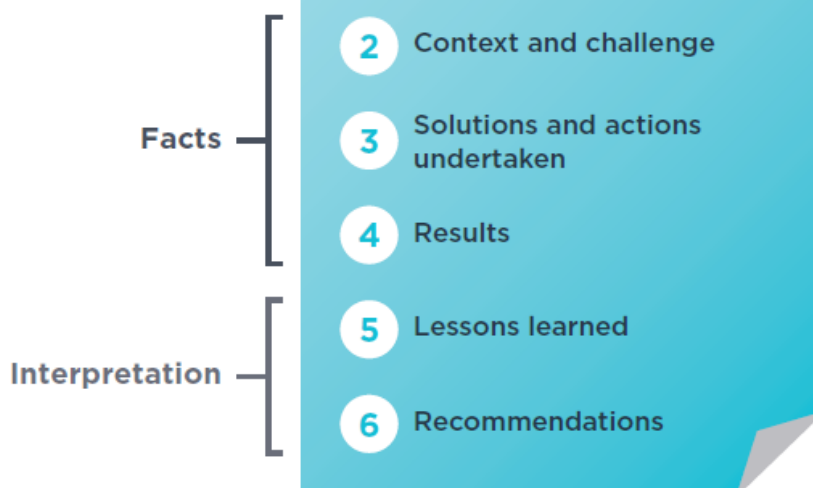 2 Context and challenge
Facts
3 Solutions and actions
undertaken
4 Results
5 Lessons learned
Interpretation
6 Recommendations